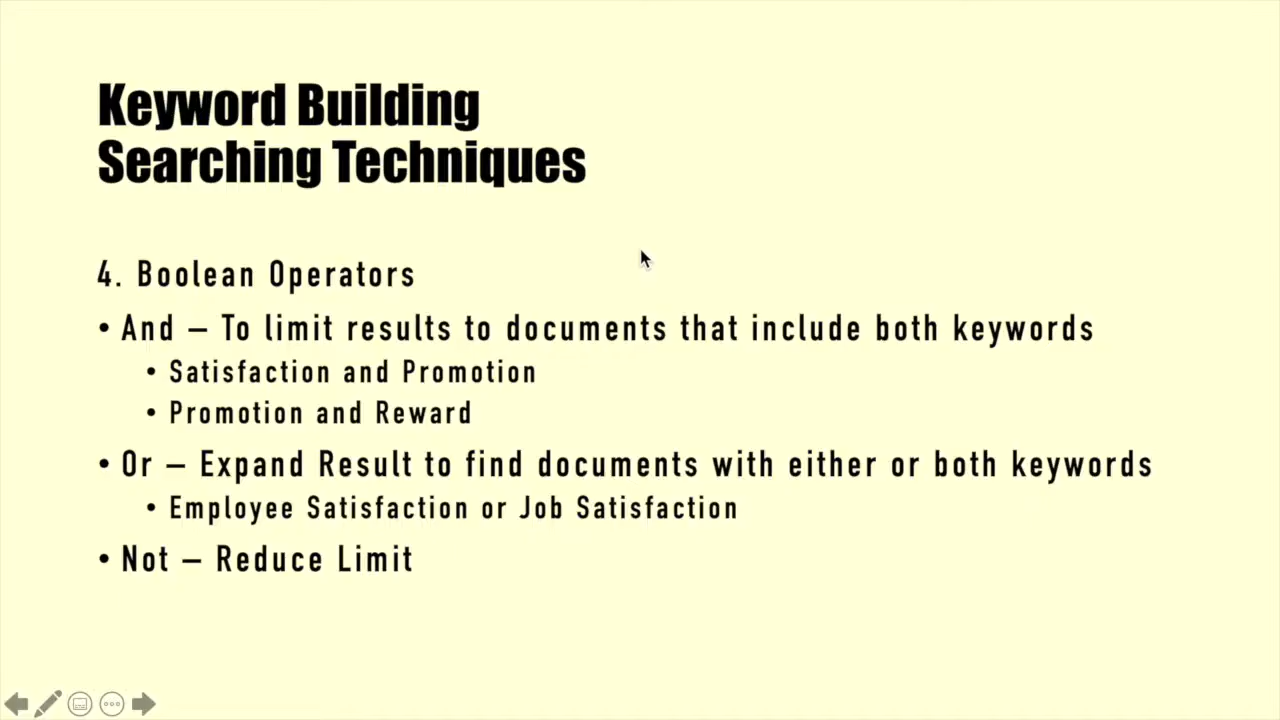 Keyword Building
Searching Techniques
4. Boolean Operators
• And – To limit results to documents that include both keywords
• Satisfaction and Promotion
• Promotion and Reward
• Or – Expand Result to find documents with either or both keywords
• Employee Satisfaction or Job Satisfaction
• Not – Reduce Limit